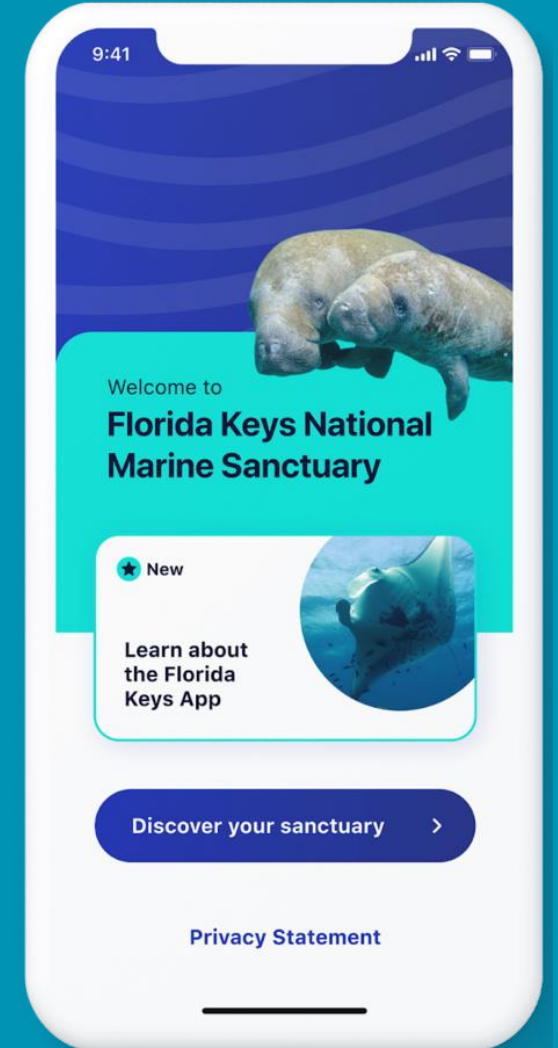 9:41
Welcome to
Florida Keys National
Marine Sanctuary
New
Learn about
the Florida
Keys App
Discover your sanctuary
Privacy Statement